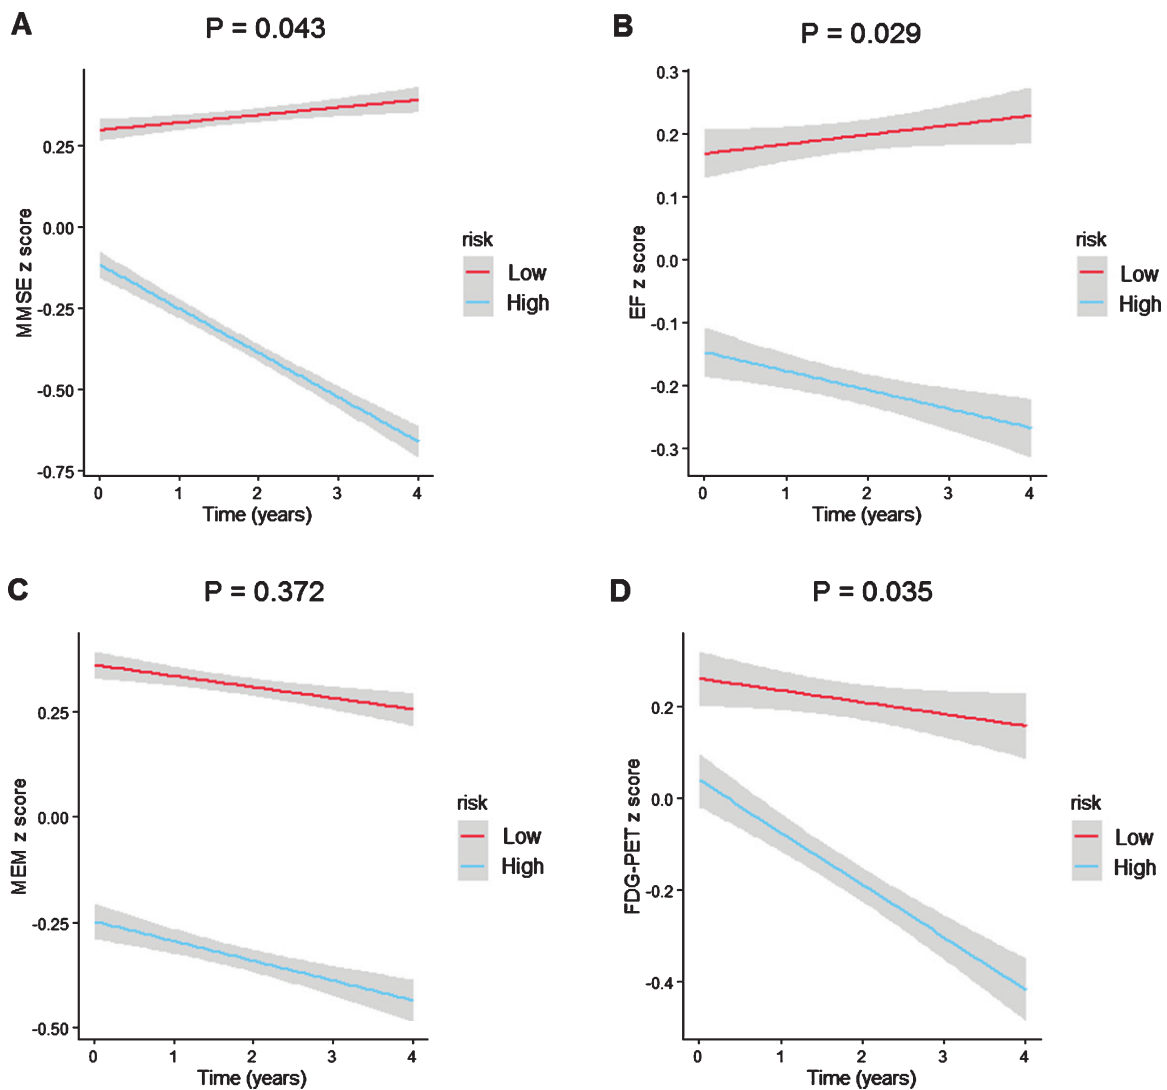 A
P = 0.043
MMSE z score
0.25
0.00
-0.25
-0.50
-0.75
0 1 2 3 4
Time (years)
risk
Low
High
B
P = 0.029
EF z score
0.3
0.2
0.1
0.0
-0.1
-0.2
-0.3
0 1 2 3 4
Time (years)
risk
Low
High
C
P = 0.372
MEM z score
0.25
0.00
-0.25
-0.50
0 1 2 3 4
Time (years)
risk
Low
High
D
P = 0.035
FDG-PET z score
0.2
0.0
-0.2
-0.4
0 1 2 3 4
Time (years)
risk
Low
High